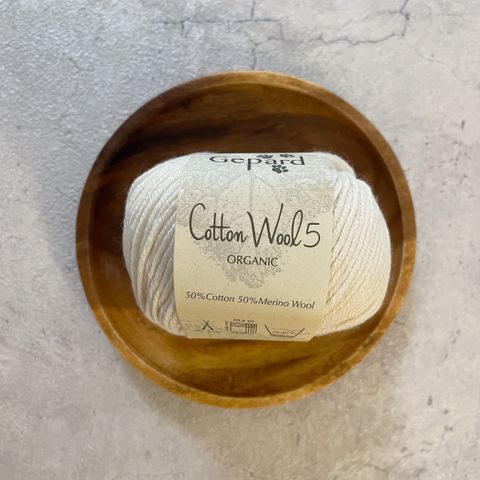 Gepard
Cotton Wool 5
ORGANIC
50%Cotton 50%Merino Wool